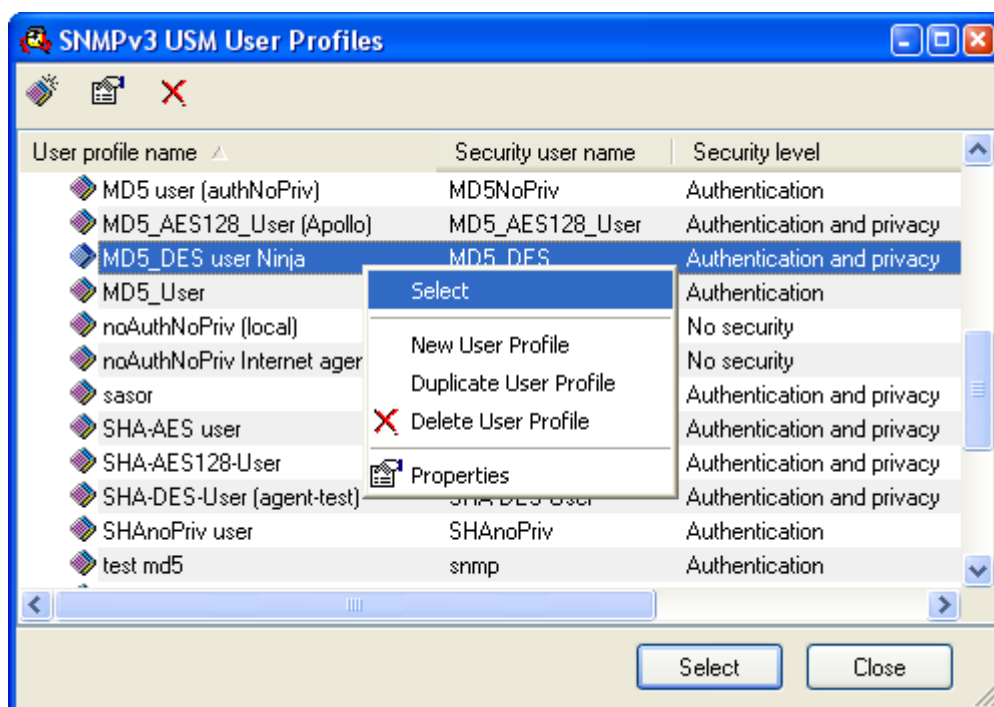 SNMPv3 USM User Profiles
User profile name Security user name Security level
MD5 user (authNoPriv) MD5NoPriv Authentication
MD5_AES128_User (Apollo) MD5_AES128_User Authentication and privacy
MD5_DES user Ninja MD5_DES Authentication and privacy
MD5_User Authentication
noAuthNoPriv (local) No security
noAuthNoPriv Internet No security
sasor Authentication and privacy
SHA-AES user Authentication and privacy
SHA-AES128-User Authentication and privacy
SHA-DES-User (agent-test) SHA-DES-User Authentication and privacy
SHAnoPriv user SHAnoPriv Authentication
test md5 snmp Authentication
Select
New User Profile
Duplicate User Profile
Delete User Profile
Properties
Select Close